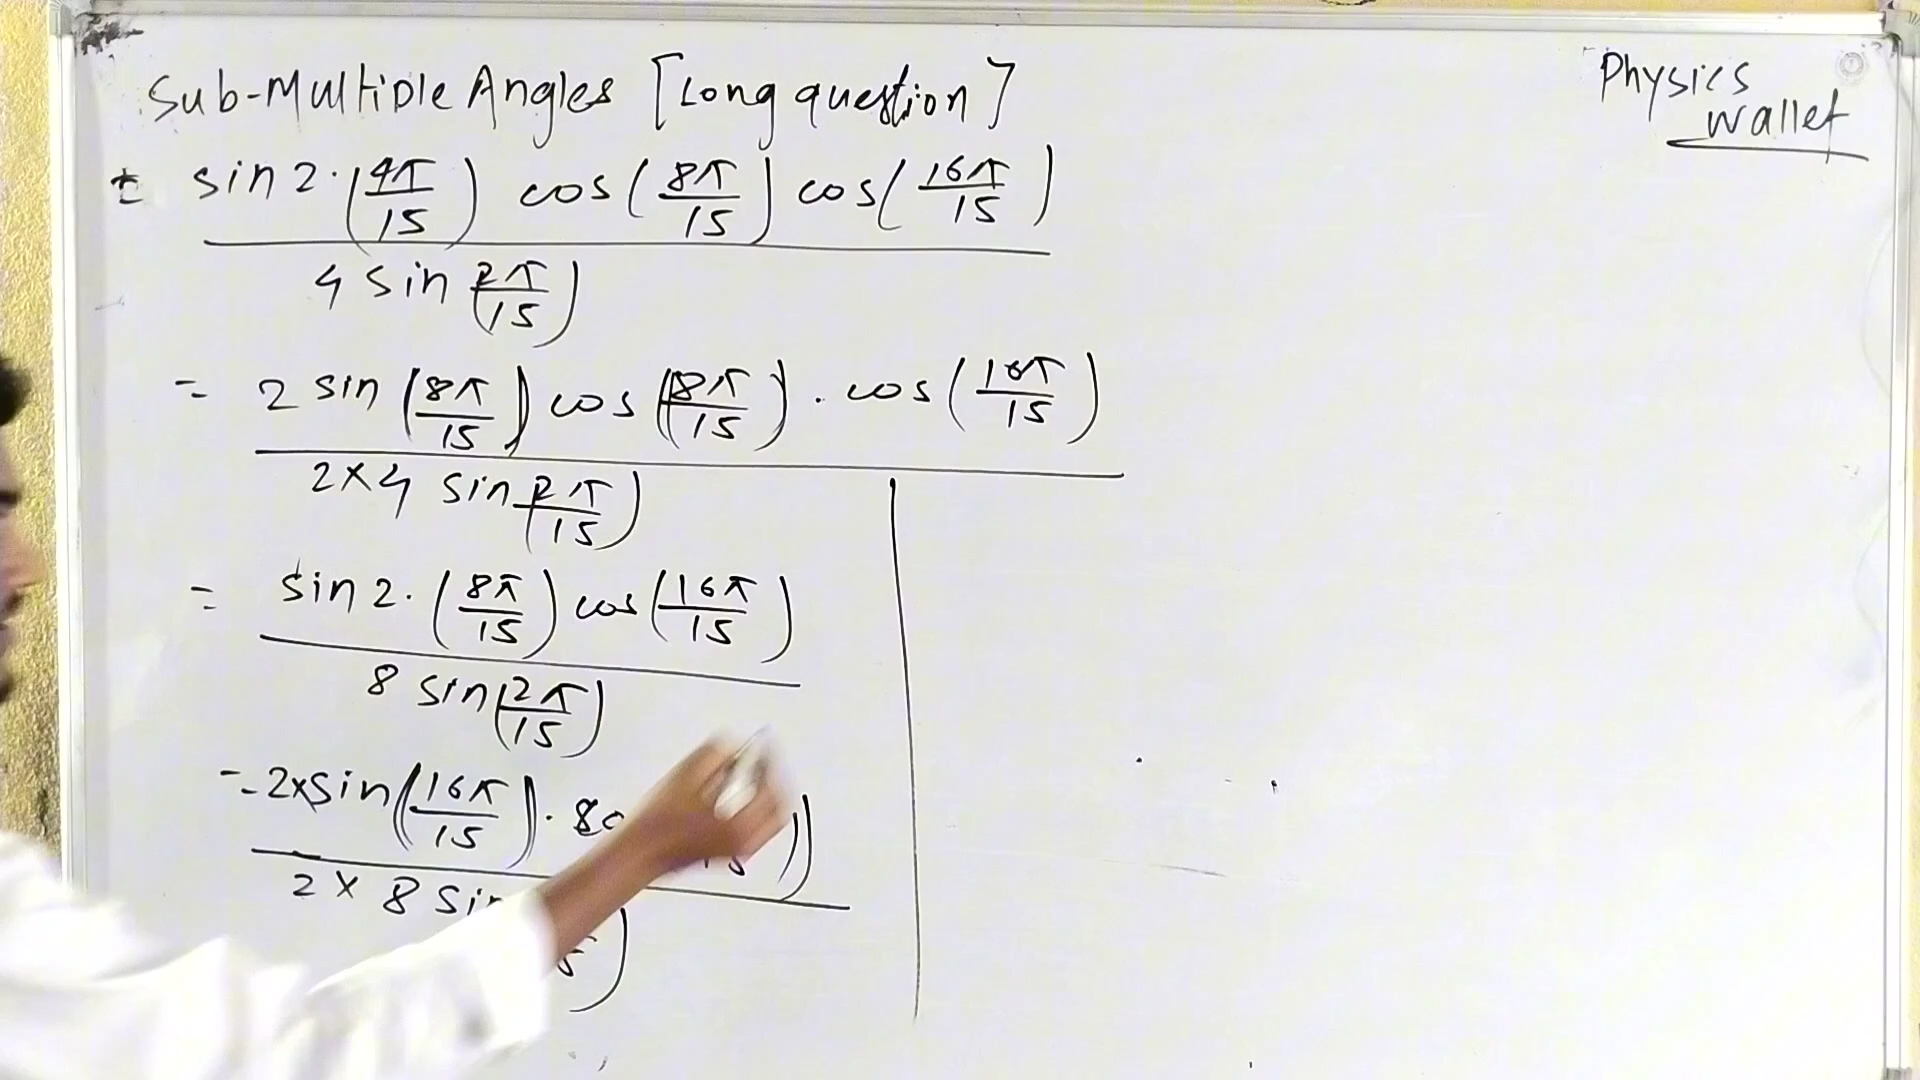 Sub-Multiple Angles [Long question]
Physics
Wallet
= sin 2·(4π/15) cos(8π/15) cos(16π/15)
4 sin (2π/15)
= 2 sin (8π/15) cos (8π/15) · cos (16π/15)
2×4 sin (2π/15)
= sin 2·(8π/15) cos (16π/15)
8 sin (2π/15)
= 2×sin (16π/15) ·
2 × 8